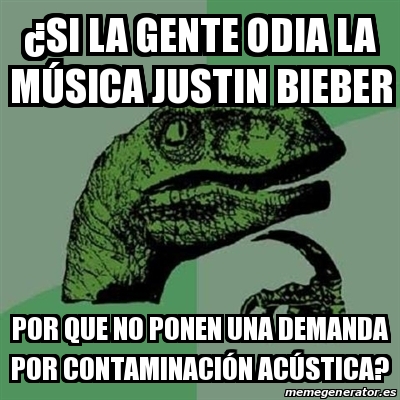 ¿SI LA GENTE ODIA LA
MÚSICA JUSTIN BIEBER
POR QUE NO PONEN UNA DEMANDA
POR CONTAMINACIÓN ACÚSTICA?
memegenerator.es